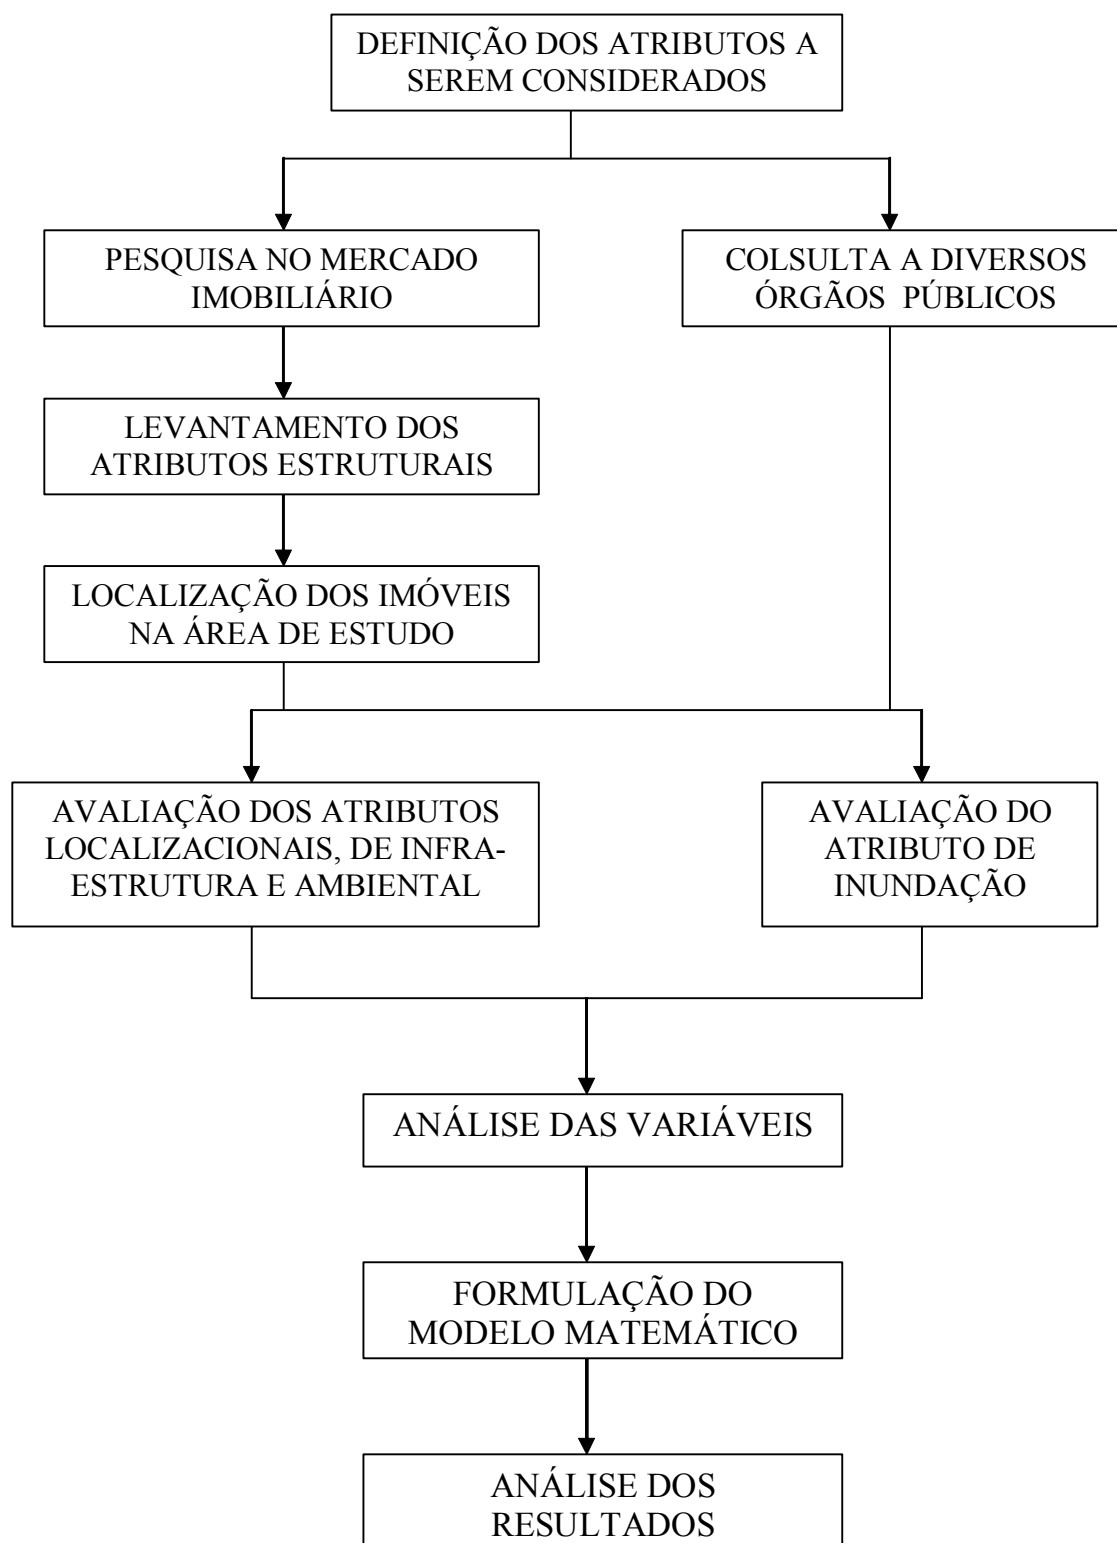 DEFINIÇÃO DOS ATRIBUTOS A
SEREM CONSIDERADOS
PESQUISA NO MERCADO
IMOBILIÁRIO
COLSULTA A DIVERSOS
ÓRGÃOS PÚBLICOS
LEVANTAMENTO DOS
ATRIBUTOS ESTRUTURAIS
LOCALIZAÇÃO DOS IMÓVEIS
NA ÁREA DE ESTUDO
AVALIAÇÃO DOS ATRIBUTOS
LOCALIZACIONAIS, DE INFRA-
ESTRUTURA E AMBIENTAL
AVALIAÇÃO DO
ATRIBUTO DE
INUNDAÇÃO
ANÁLISE DAS VARIÁVEIS
FORMULAÇÃO DO
MODELO MATEMÁTICO
ANÁLISE DOS
RESULTADOS